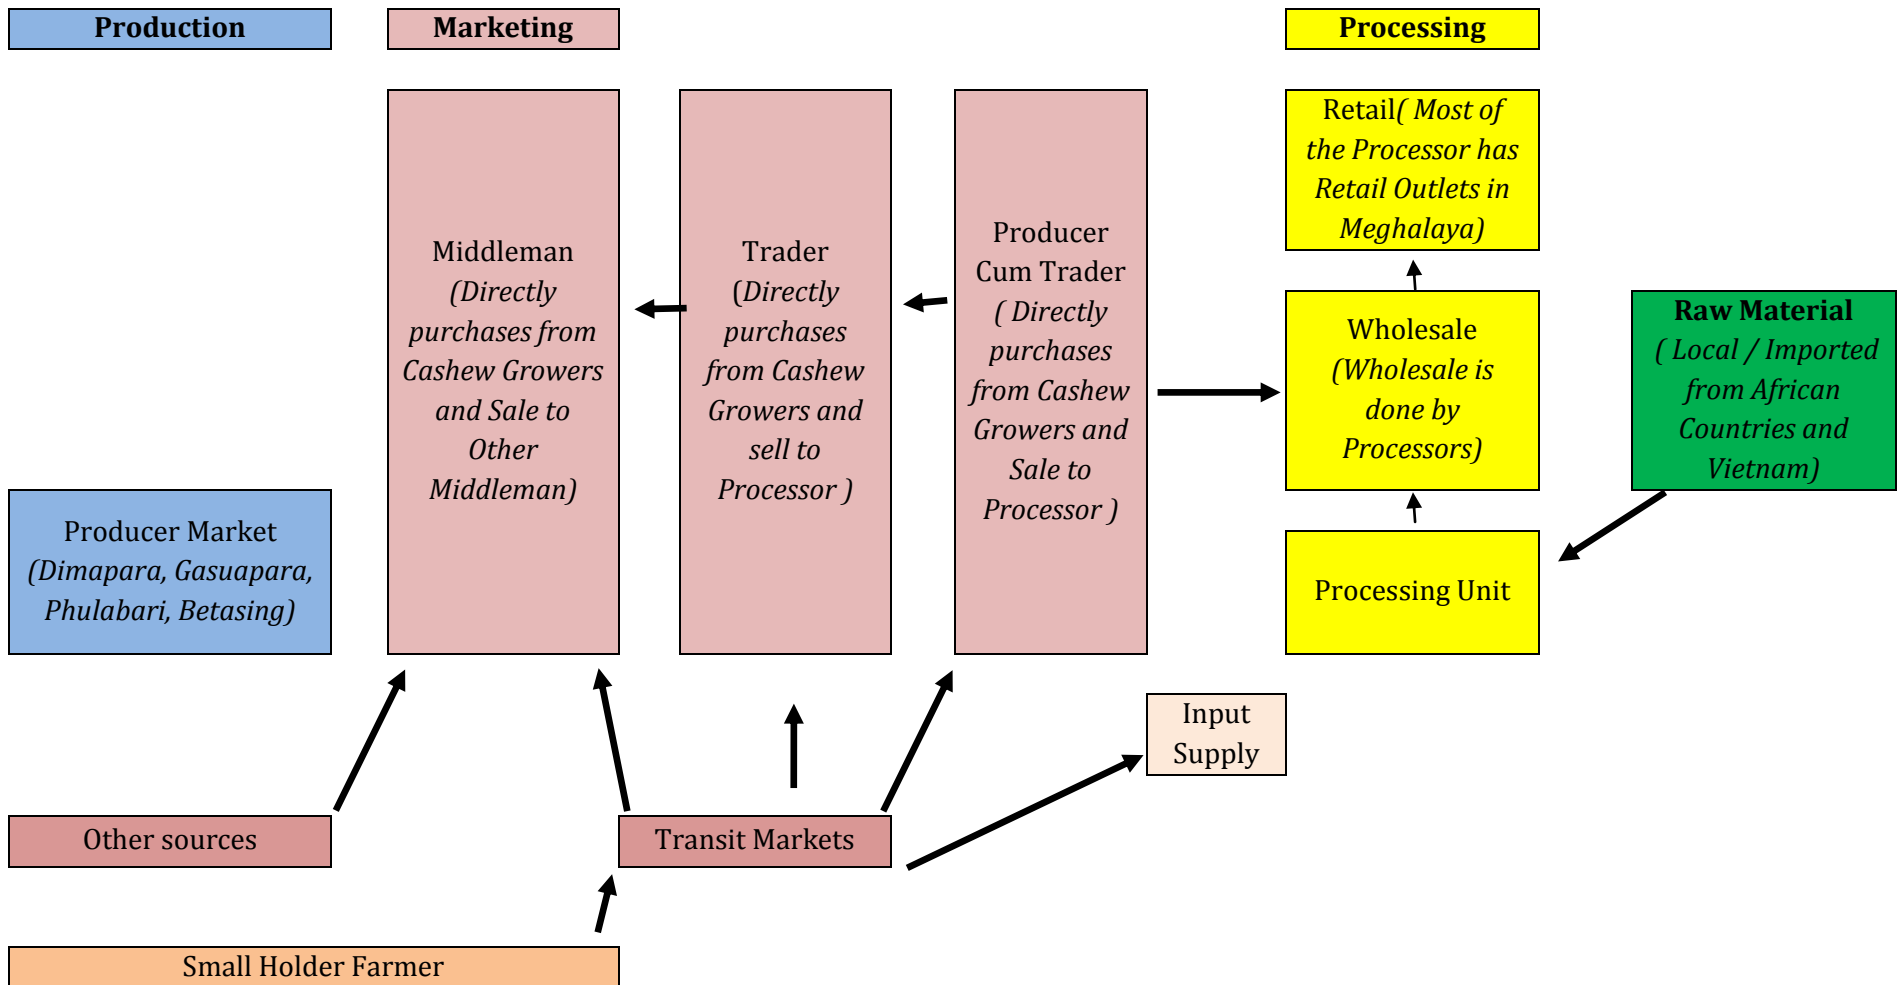 Production
Marketing
Processing
Middleman
(Directly
purchases from
Cashew Growers
and Sale to
Other
Middleman)
Trader
(Directly
purchases
from Cashew
Growers and
sell to
Processor )
Producer
Cum Trader
( Directly
purchases
from Cashew
Growers and
Sale to
Processor )
Retail( Most of
the Processor has
Retail Outlets in
Meghalaya)
Wholesale
(Wholesale is
done by
Processors)
Raw Material
( Local / Imported
from African
Countries and
Vietnam)
Producer Market
(Dimapara, Gasuapara,
Phulabari, Betasing)
Processing Unit
Input
Supply
Other sources
Transit Markets
Small Holder Farmer